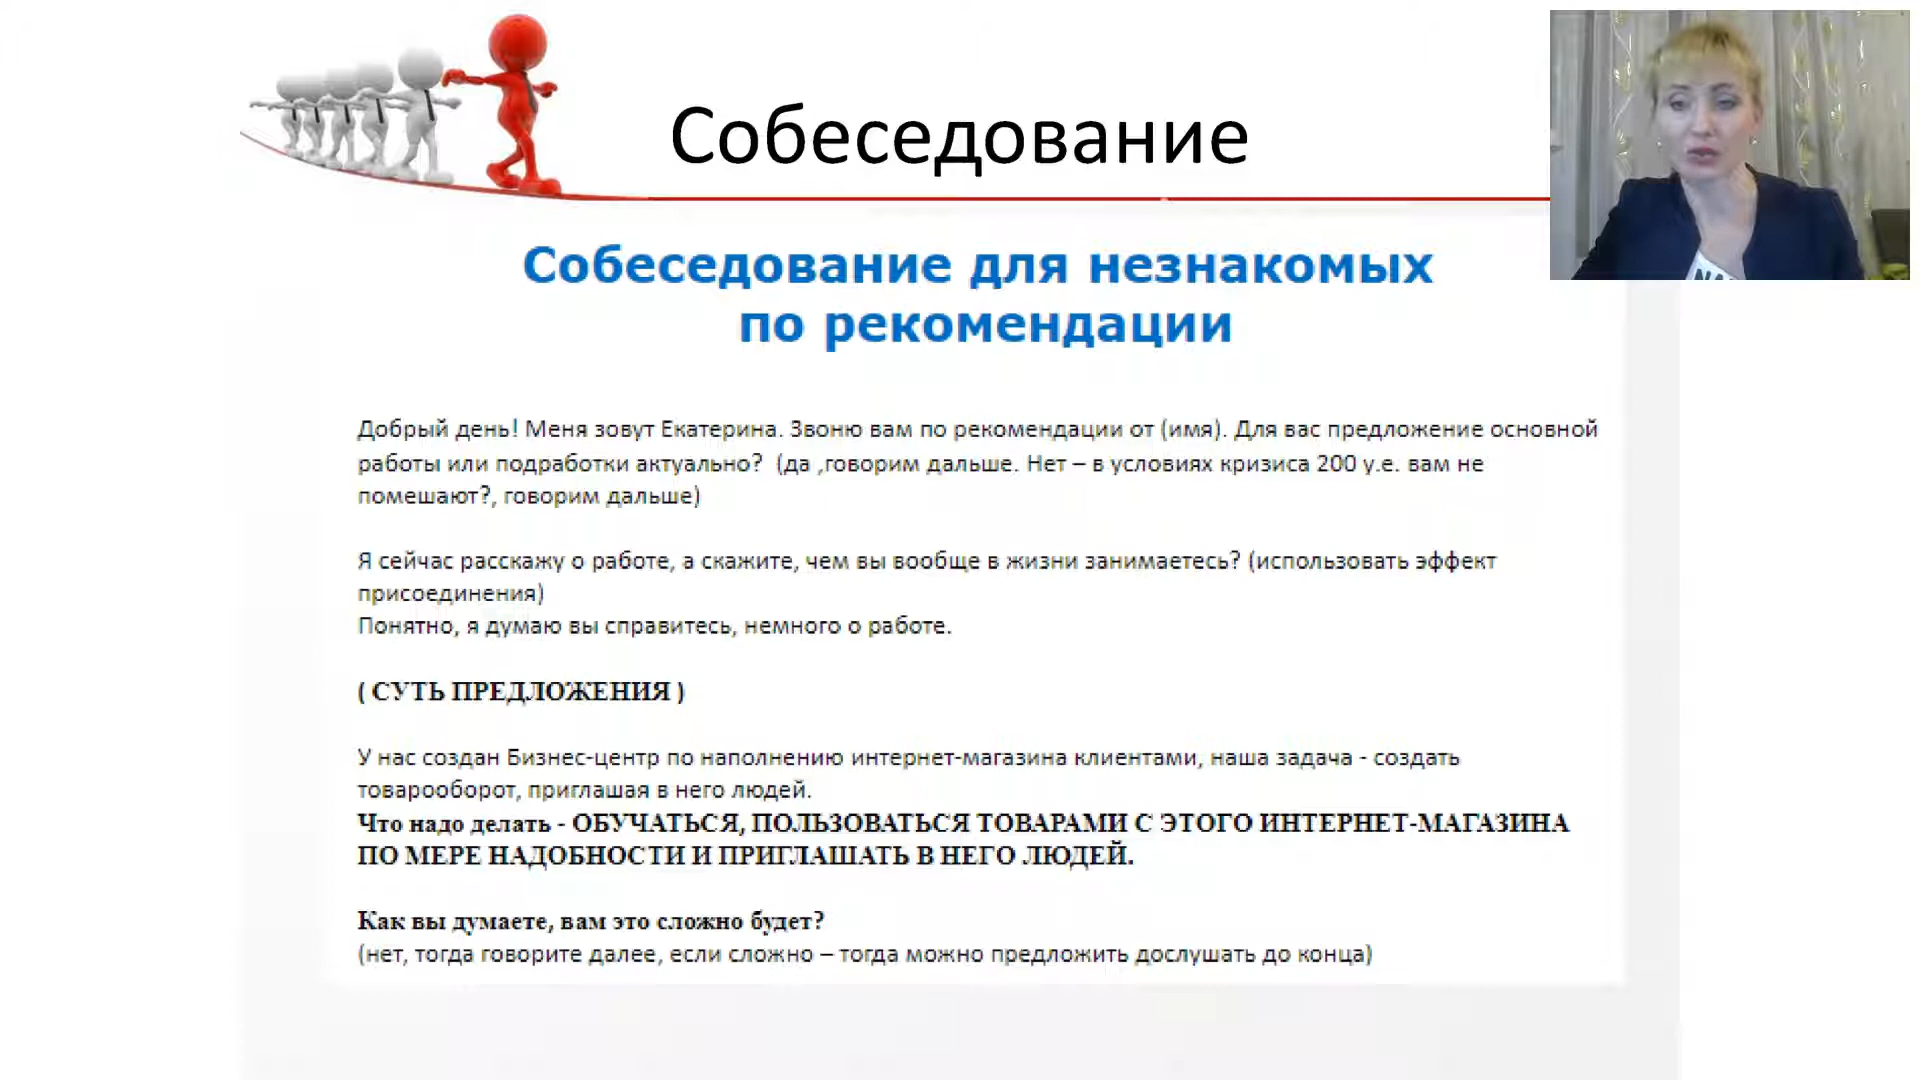 Собеседование
Собеседование для незнакомых
по рекомендации
Добрый день! Меня зовут Екатерина. Звоню вам по рекомендации от (имя). Для вас предложение основной
работы или подработки актуально?  (да ,говорим дальше. Нет – в условиях кризиса 200 у.е. вам не
помешают?, говорим дальше)
Я сейчас расскажу о работе, а скажите, чем вы вообще в жизни занимаетесь? (использовать эффект
присоединения)
Понятно, я думаю вы справитесь, немного о работе.
( СУТЬ ПРЕДЛОЖЕНИЯ )
У нас создан Бизнес-центр по наполнению интернет-магазина клиентами, наша задача - создать
товарооборот, приглашая в него людей.
Что надо делать - ОБУЧАТЬСЯ, ПОЛЬЗОВАТЬСЯ ТОВАРАМИ С ЭТОГО ИНТЕРНЕТ-МАГАЗИНА
ПО МЕРЕ НАДОБНОСТИ И ПРИГЛАШАТЬ В НЕГО ЛЮДЕЙ.
Как вы думаете, вам это сложно будет?
(нет, тогда говорите далее, если сложно – тогда можно предложить дослушать до конца)